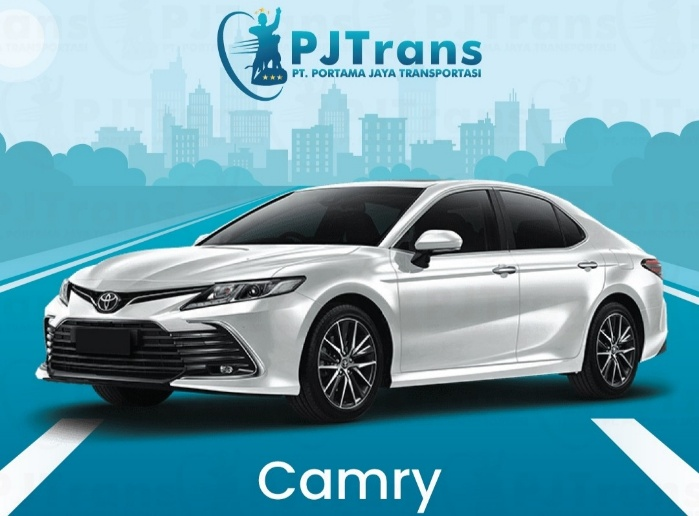 PJTrans
PT. PORTAMA JAYA TRANSPORTASI
Camry